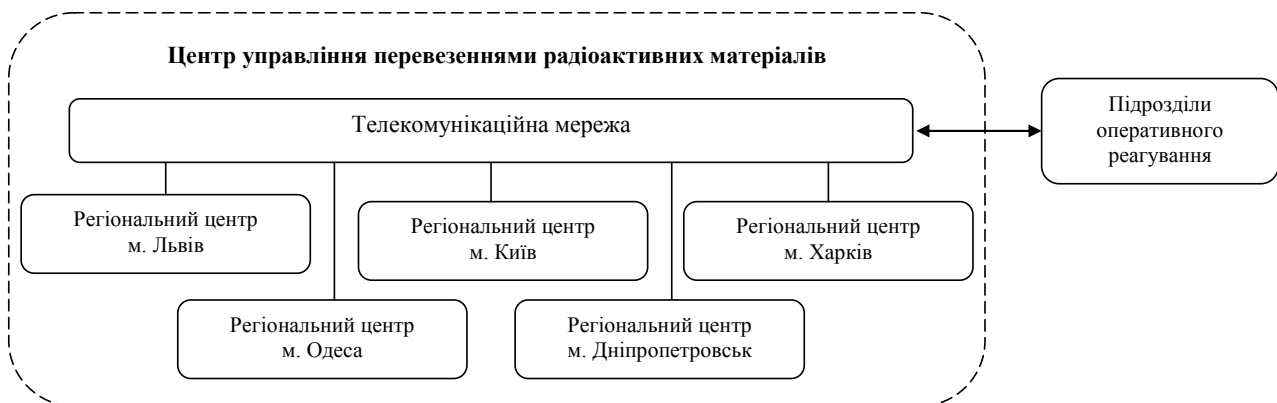 Центр управління перевезеннями радіоактивних матеріалів
Телекомунікаційна мережа
Підрозділи
оперативного
реагування
Регіональний центр
м. Львів
Регіональний центр
м. Київ
Регіональний центр
м. Харків
Регіональний центр
м. Одеса
Регіональний центр
м. Дніпропетровськ